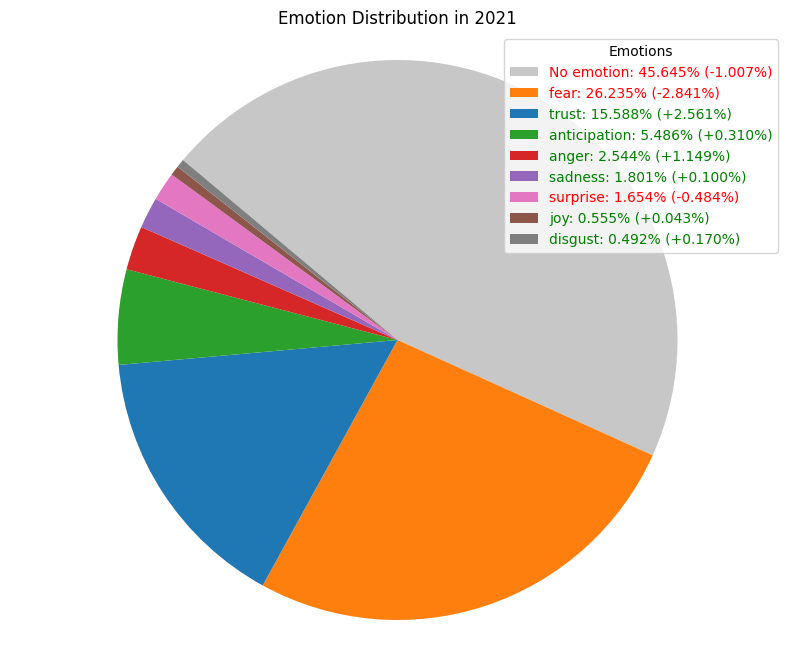 Emotion Distribution in 2021
Emotions
No emotion: 45.645% (-1.007%)
fear: 26.235% (-2.841%)
trust: 15.588% (+2.561%)
anticipation: 5.486% (+0.310%)
anger: 2.544% (+1.149%)
sadness: 1.801% (+0.100%)
surprise: 1.654% (-0.484%)
joy: 0.555% (+0.043%)
disgust: 0.492% (+0.170%)